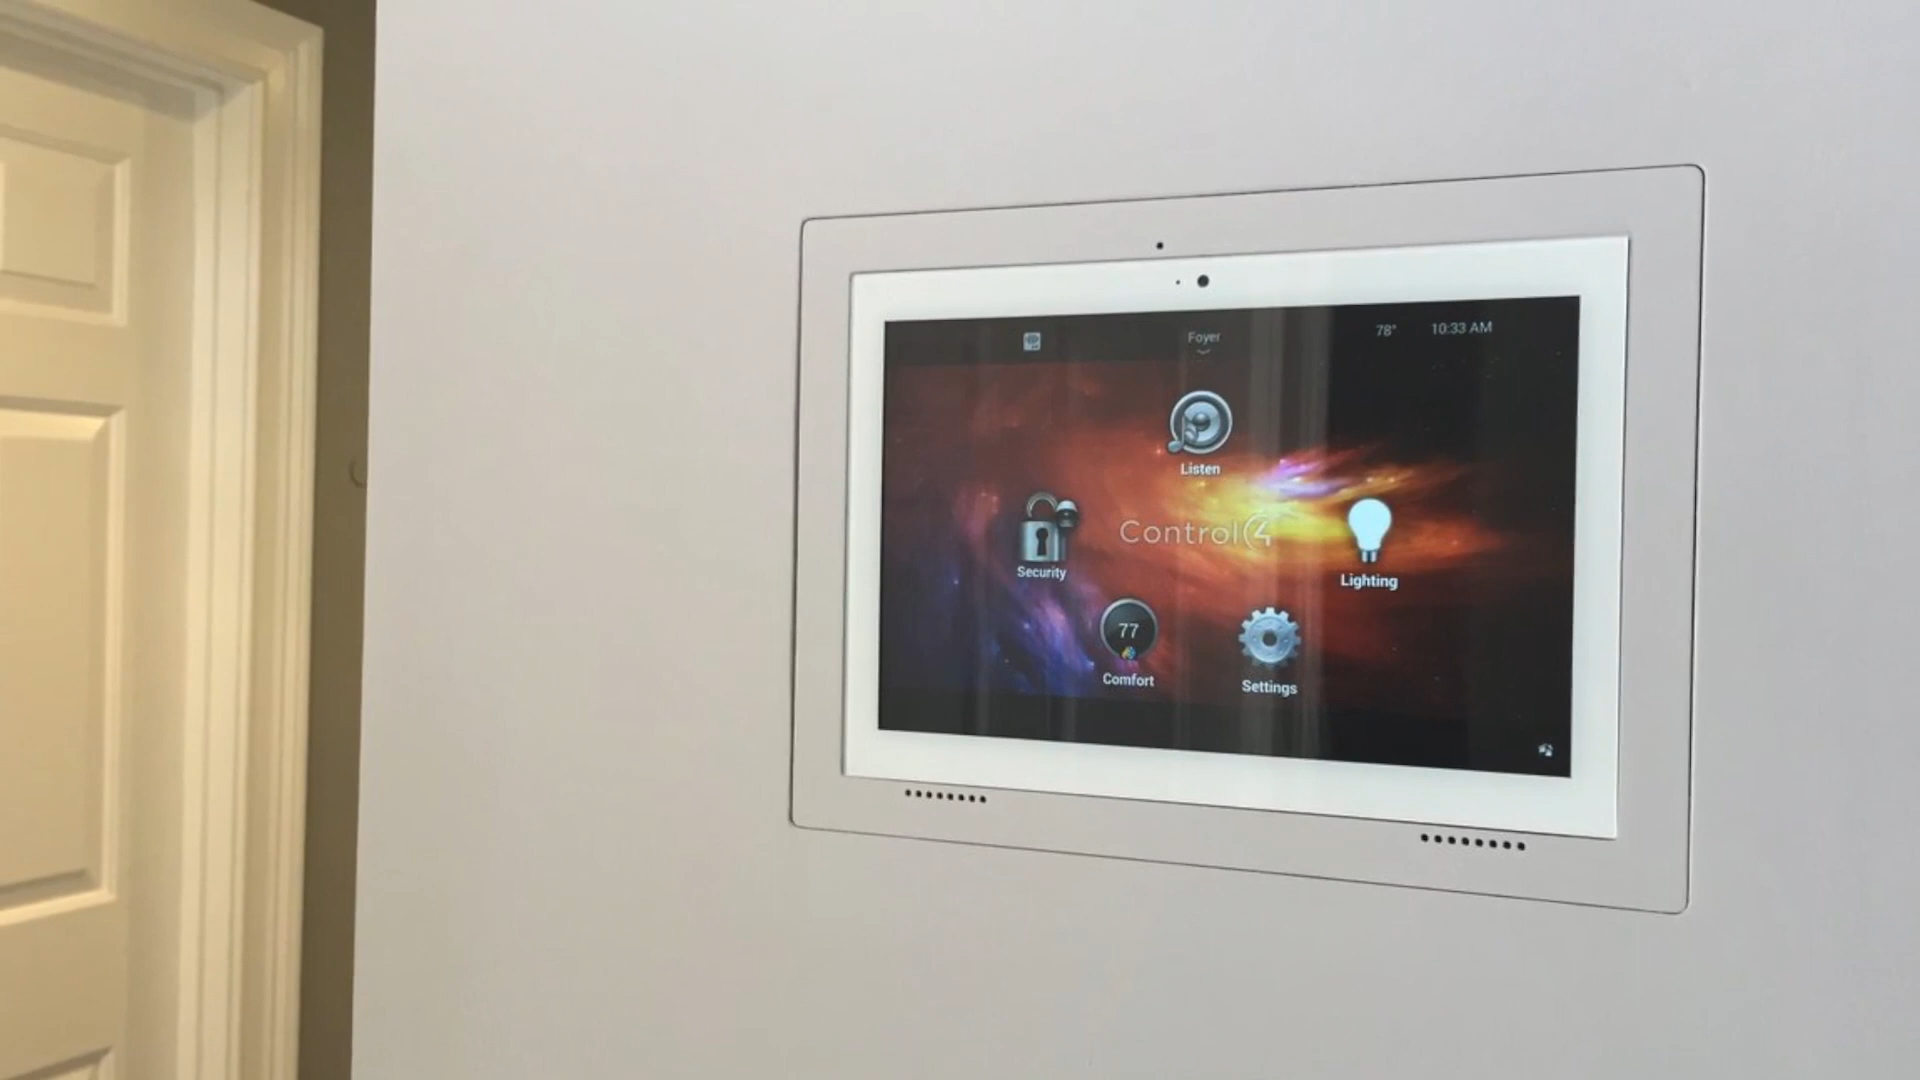 Foyer
78° 10:33 AM
Listen
Security
Control4
Lighting
77
Comfort
Settings